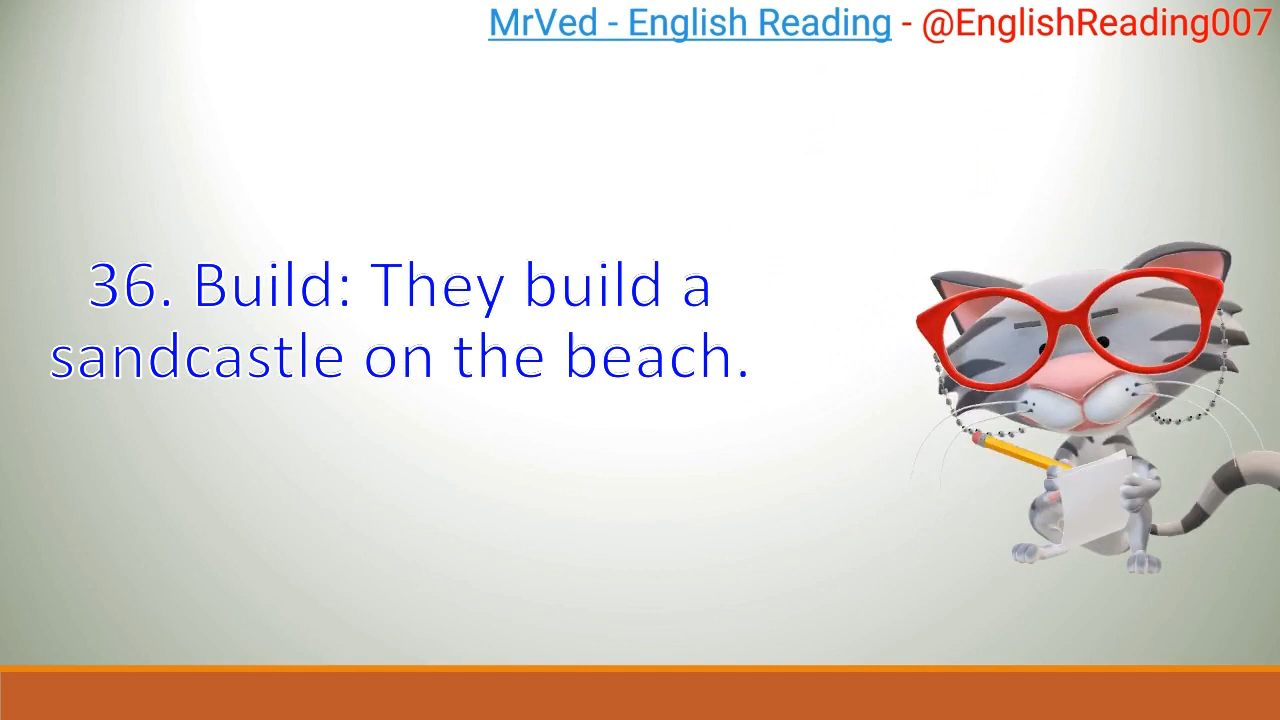 MrVed - English Reading - @EnglishReading007
36. Build: They build a
sandcastle on the beach.